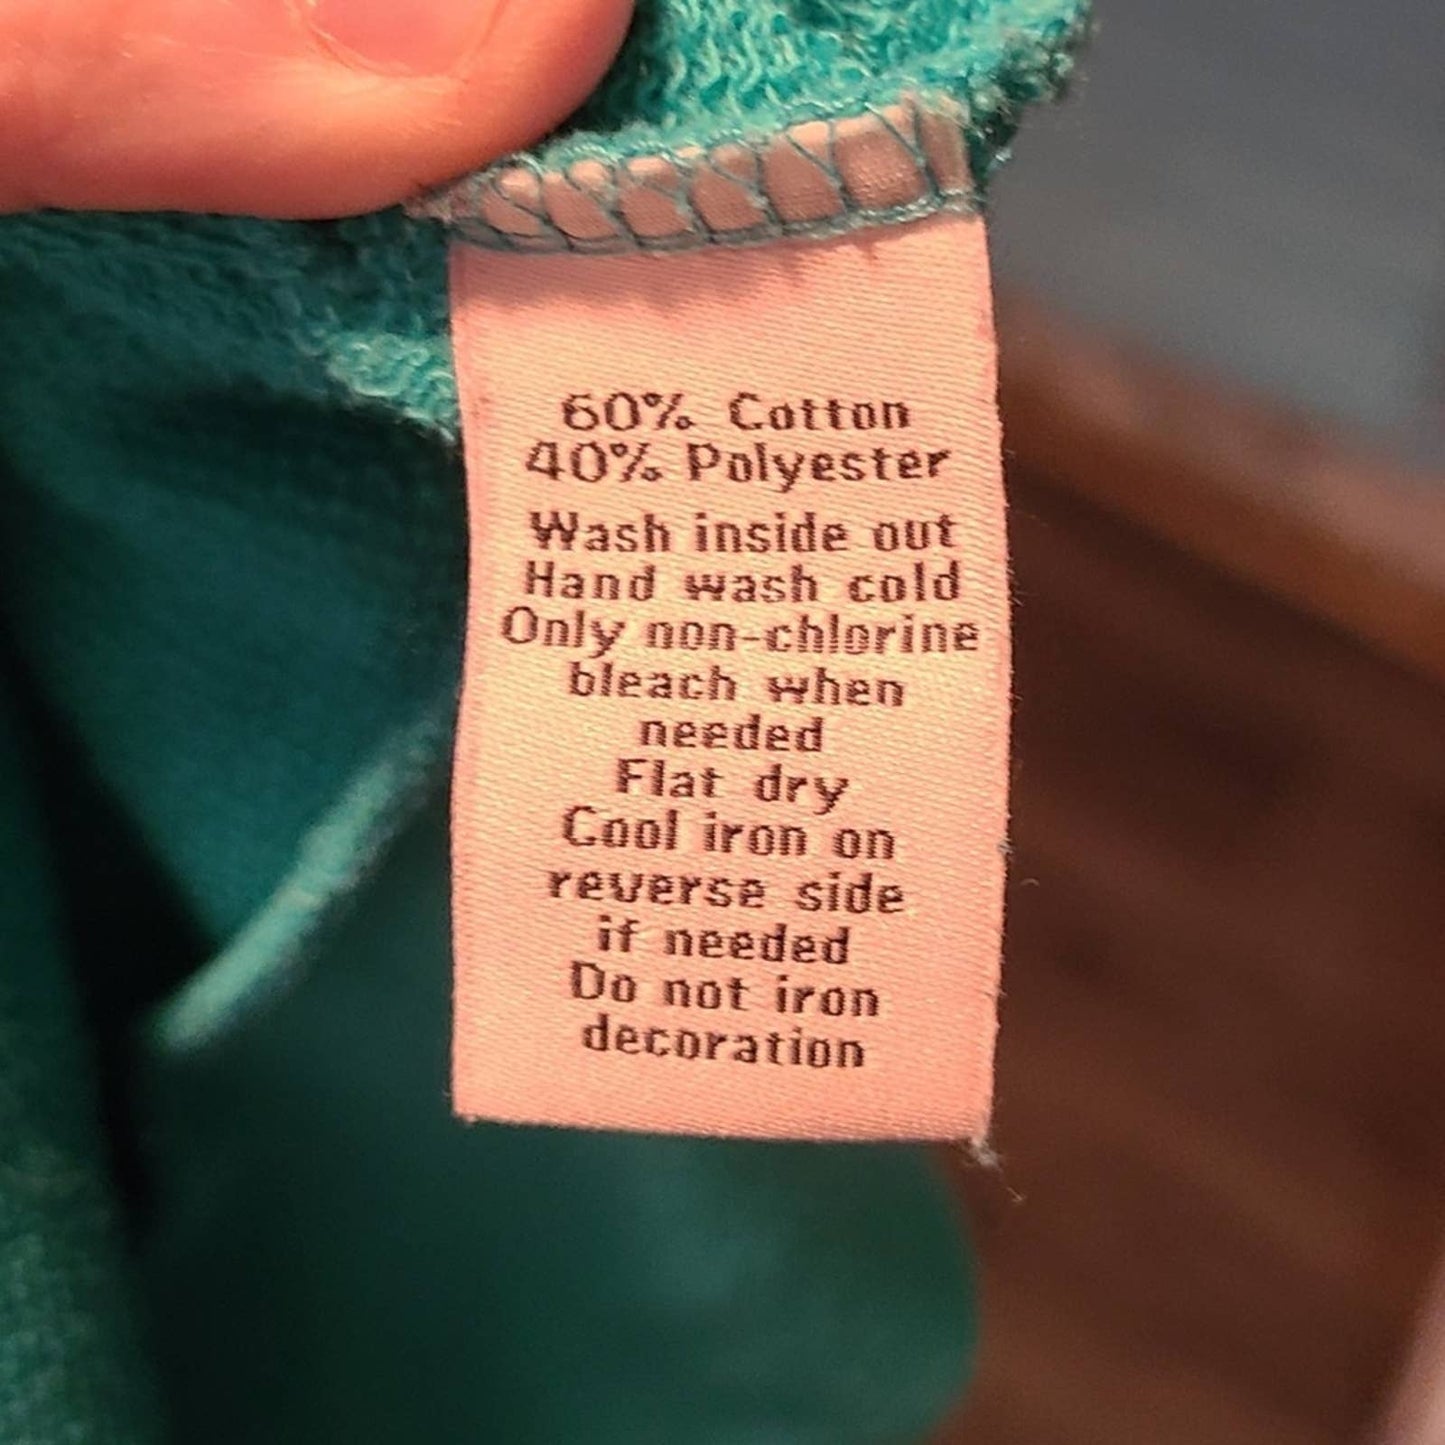 60% Cotton
40% Polyester
Wash inside out
Hand wash cold
Only non-chlorine
bleach when
needed
Flat dry
Cool iron on
reverse side
if needed
Do not iron
decoration